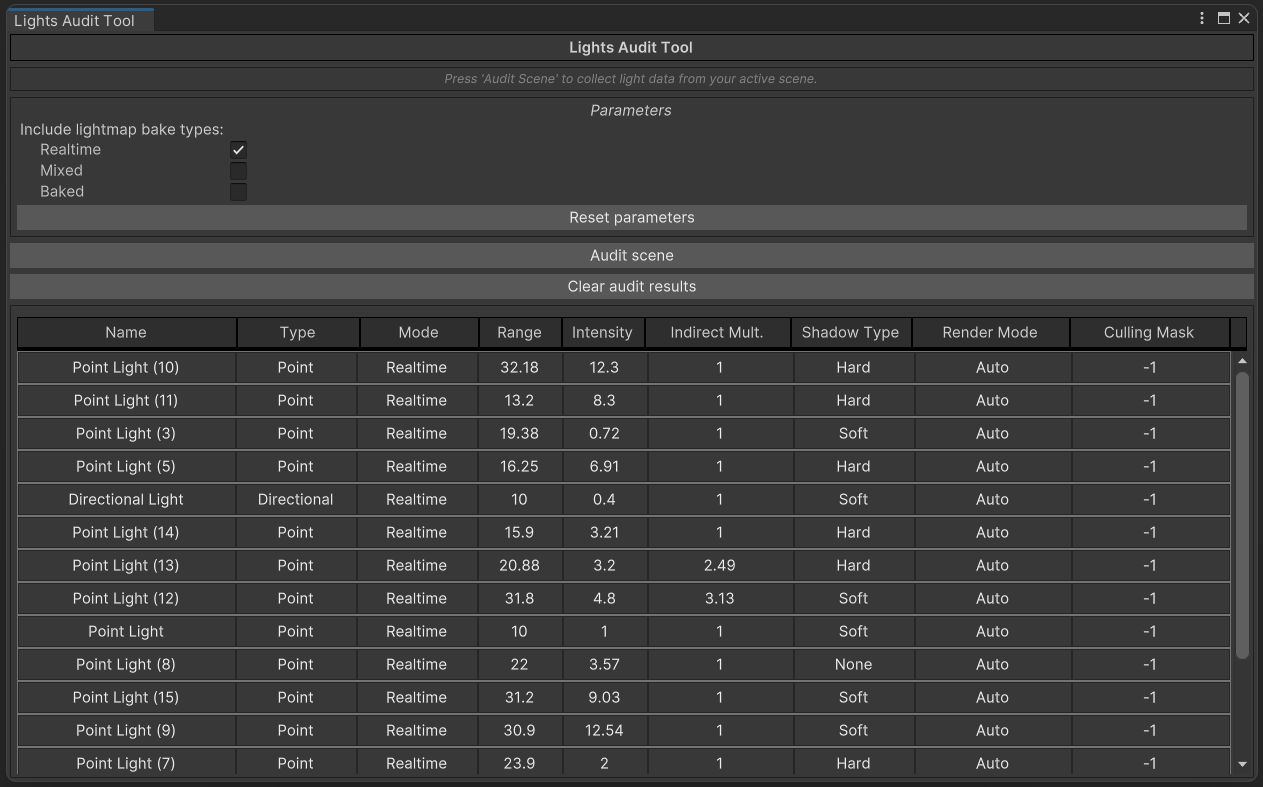 Lights Audit Tool
Lights Audit Tool
Press ‘Audit Scene’ to collect light data from your active scene.
Parameters
Include lightmap bake types:
Realtime
Mixed
Baked
Reset parameters
Audit scene
Clear audit results
Name Type Mode Range Intensity Indirect Mult. Shadow Type Render Mode Culling Mask
Point Light (10) Point Realtime 32.18 12.3 1 Hard Auto -1
Point Light (11) Point Realtime 13.2 8.3 1 Hard Auto -1
Point Light (3) Point Realtime 19.38 0.72 1 Soft Auto -1
Point Light (5) Point Realtime 16.25 6.91 1 Hard Auto -1
Directional Light Directional Realtime 10 0.4 1 Soft Auto -1
Point Light (14) Point Realtime 15.9 3.21 1 Hard Auto -1
Point Light (13) Point Realtime 20.88 3.2 2.49 Hard Auto -1
Point Light (12) Point Realtime 31.8 4.8 3.13 Soft Auto -1
Point Light Point Realtime 10 1 1 Soft Auto -1
Point Light (8) Point Realtime 22 3.57 1 None Auto -1
Point Light (15) Point Realtime 31.2 9.03 1 Soft Auto -1
Point Light (9) Point Realtime 30.9 12.54 1 Soft Auto -1
Point Light (7) Point Realtime 23.9 2 1 Hard Auto -1